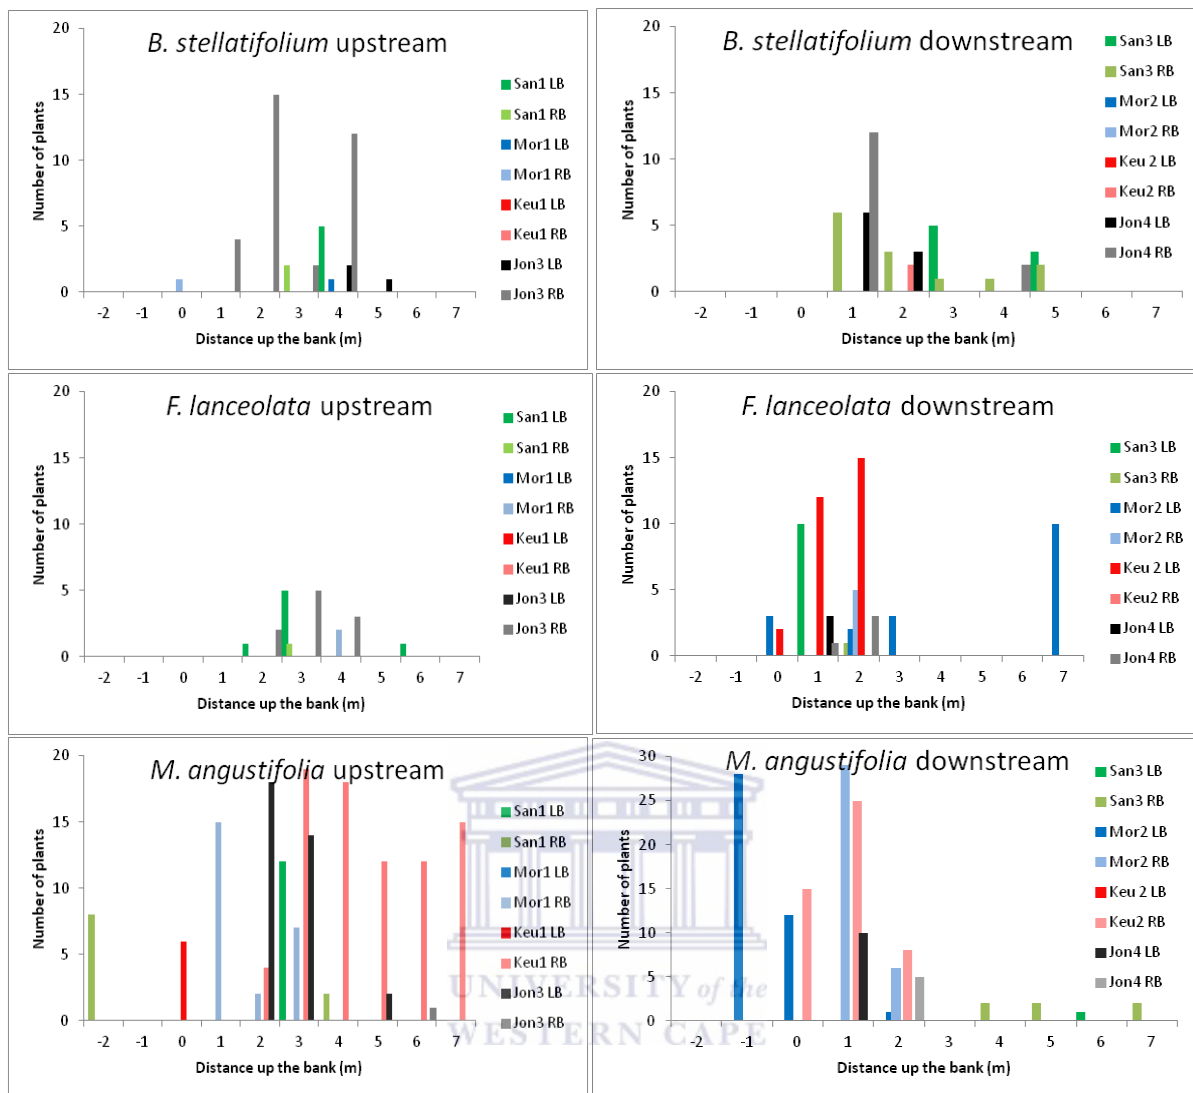 B. stellatifolium upstream
20
15
10
5
0
Number of plants
-2 -1 0 1 2 3 4 5 6 7
Distance up the bank (m)
San1 LB
San1 RB
Mor1 LB
Mor1 RB
Keu1 LB
Keu1 RB
Jon3 LB
Jon3 RB
B. stellatifolium downstream
20
15
10
5
0
Number of plants
-2 -1 0 1 2 3 4 5 6 7
Distance up the bank (m)
San3 LB
San3 RB
Mor2 LB
Mor2 RB
Keu 2 LB
Keu2 RB
Jon4 LB
Jon4 RB
F. lanceolata upstream
20
15
10
5
0
Number of plants
-2 -1 0 1 2 3 4 5 6 7
Distance up the bank (m)
San1 LB
San1 RB
Mor1 LB
Mor1 RB
Keu1 LB
Keu1 RB
Jon3 LB
Jon3 RB
F. lanceolata downstream
20
15
10
5
0
Number of plants
-2 -1 0 1 2 3 4 5 6 7
Distance up the bank (m)
San3 LB
San3 RB
Mor2 LB
Mor2 RB
Keu 2 LB
Keu2 RB
Jon4 LB
Jon4 RB
M. angustifolia upstream
20
15
10
5
0
Number of plants
-2 -1 0 1 2 3 4 5 6 7
Distance up the bank (m)
San1 LB
San1 RB
Mor1 LB
Mor1 RB
Keu1 LB
Keu1 RB
Jon3 LB
Jon3 RB
M. angustifolia downstream
30
25
20
15
10
5
0
Number of plants
-2 -1 0 1 2 3 4 5 6 7
Distance up the bank (m)
San3 LB
San3 RB
Mor2 LB
Mor2 RB
Keu 2 LB
Keu2 RB
Jon4 LB
Jon4 RB
UNIVERSITY of the
WESTERN CAPE